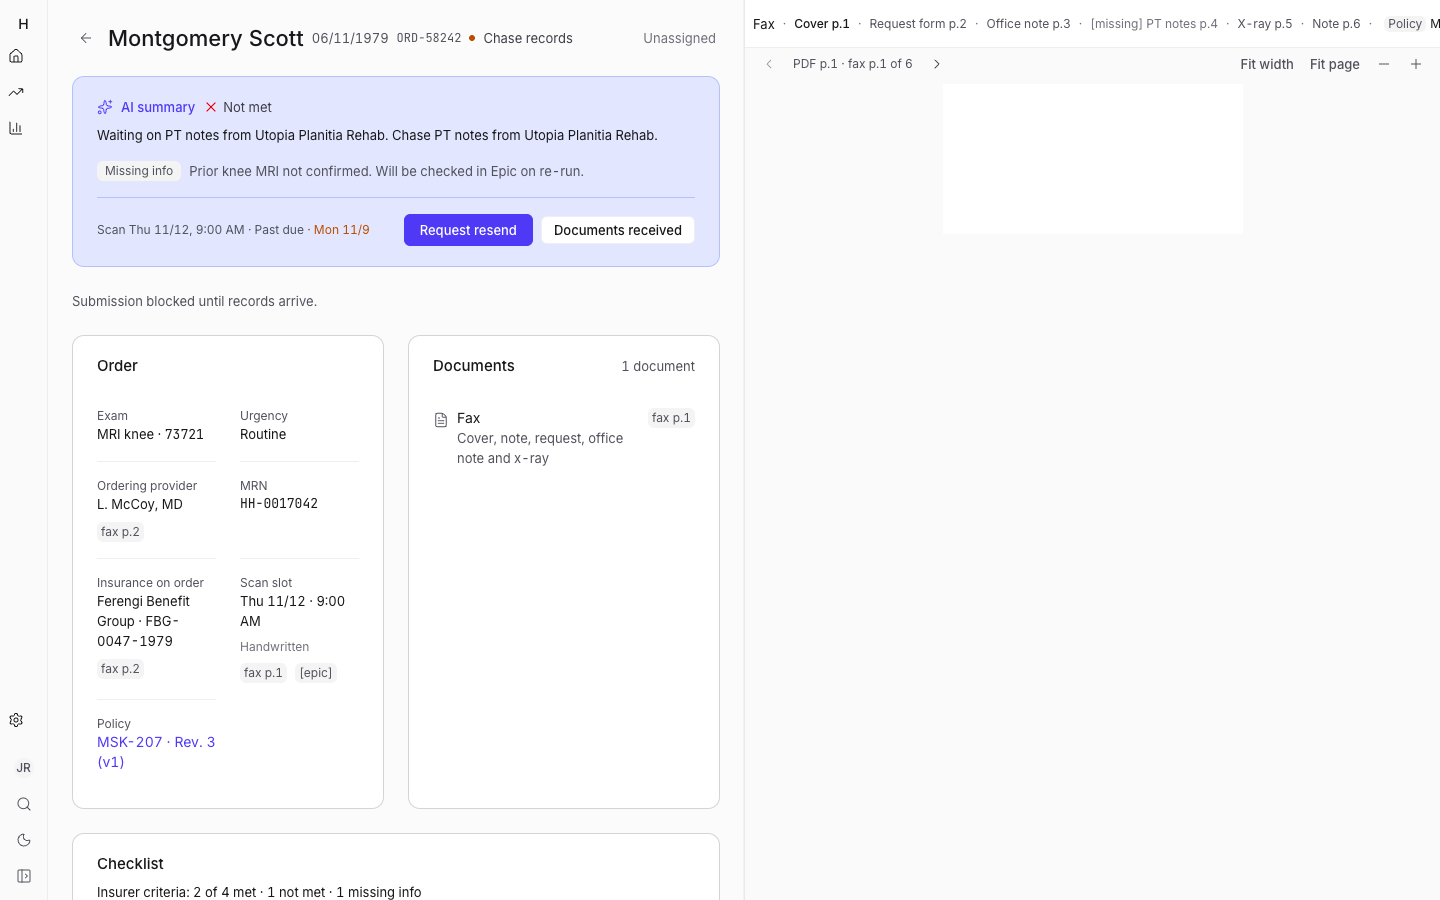 H
Montgomery Scott 06/11/1979 ORD-58242 Chase records Unassigned
AI summary Not met
Waiting on PT notes from Utopia Planitia Rehab. Chase PT notes from Utopia Planitia Rehab.
Missing info Prior knee MRI not confirmed. Will be checked in Epic on re-run.
Scan Thu 11/12, 9:00 AM · Past due · Mon 11/9 Request resend Documents received
Submission blocked until records arrive.
Order
Exam
MRI knee · 73721
Urgency
Routine
Ordering provider
L. McCoy, MD
fax p.2
MRN
HH-0017042
Insurance on order
Ferengi Benefit
Group · FBG-
0047-1979
fax p.2
Scan slot
Thu 11/12 · 9:00
AM
Handwritten
fax p.1 [epic]
Policy
MSK-207 · Rev. 3
(v1)
Documents 1 document
Fax fax p.1
Cover, note, request, office
note and x-ray
Checklist
Insurer criteria: 2 of 4 met · 1 not met · 1 missing info
JR
Fax · Cover p.1 · Request form p.2 · Office note p.3 · [missing] PT notes p.4 · X-ray p.5 · Note p.6 · Policy M
PDF p.1 · fax p.1 of 6 Fit width Fit page